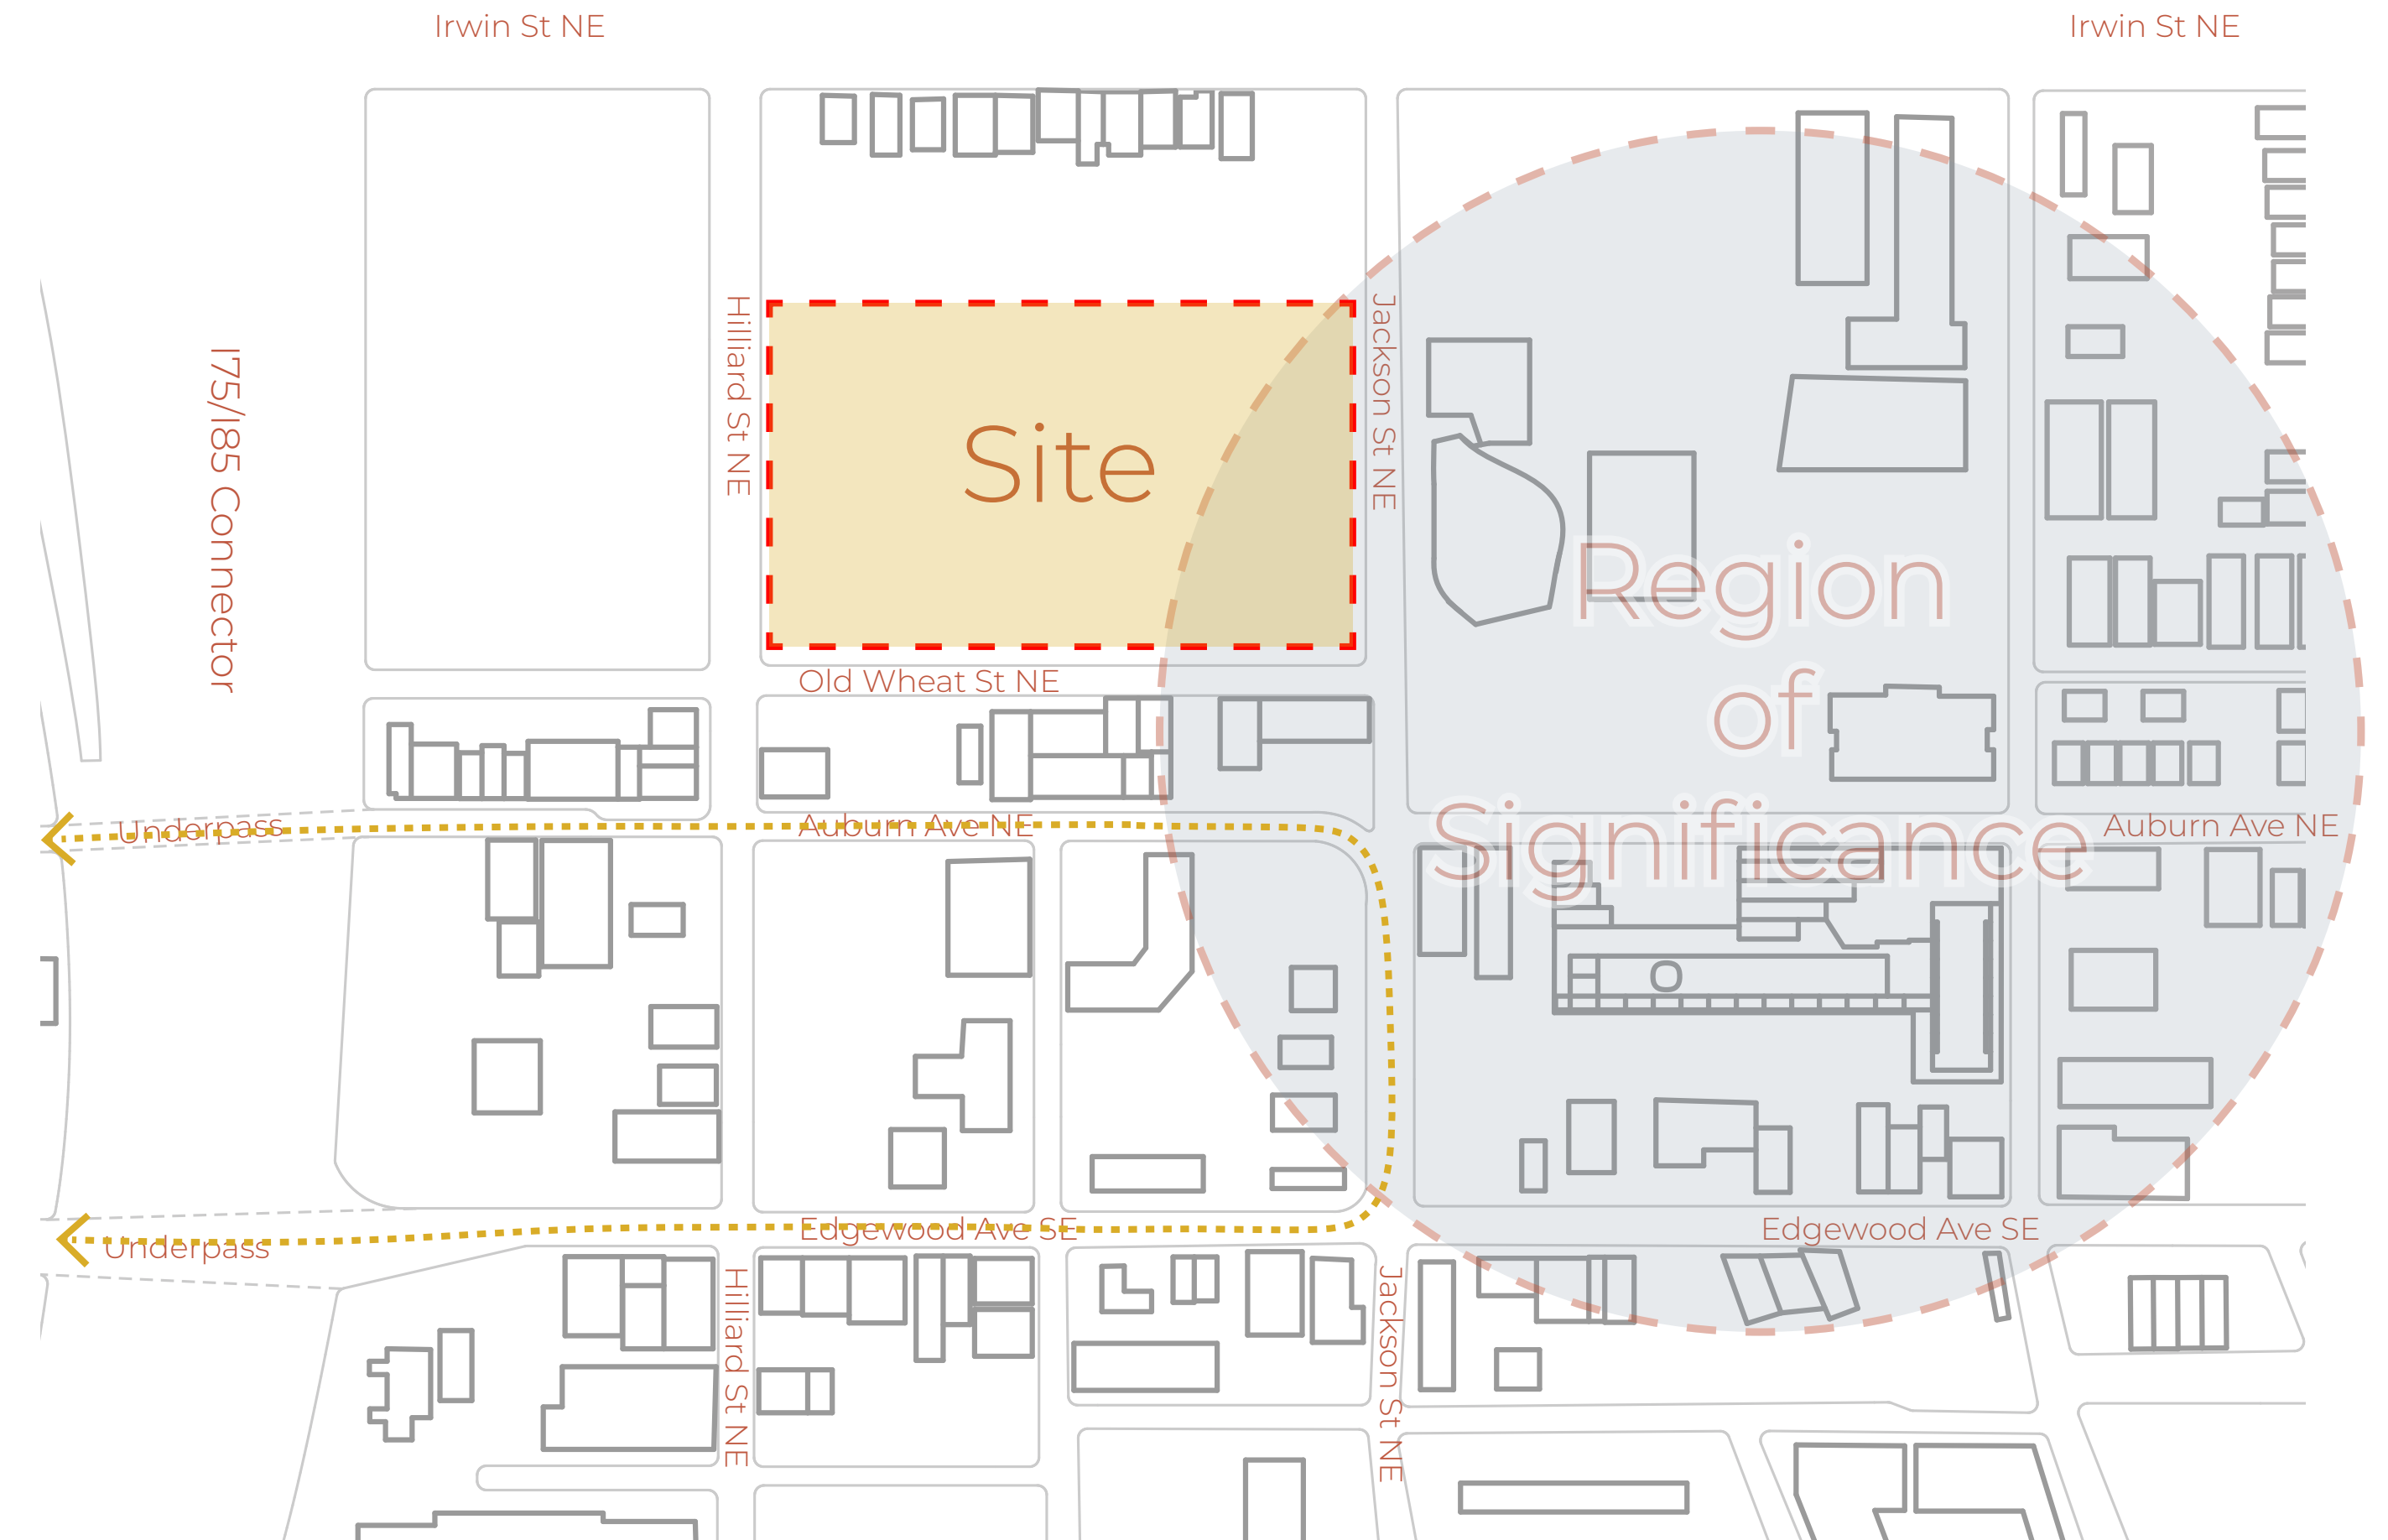 Irwin St NE
Irwin St NE
I75/I85 Connector
Hilliard St NE
Site
Jackson St NE
Region
of
Significance
Old Wheat St NE
Underpass
Auburn Ave NE
Auburn Ave NE
Underpass
Edgewood Ave SE
Edgewood Ave SE
Hilliard St NE
Jackson St NE